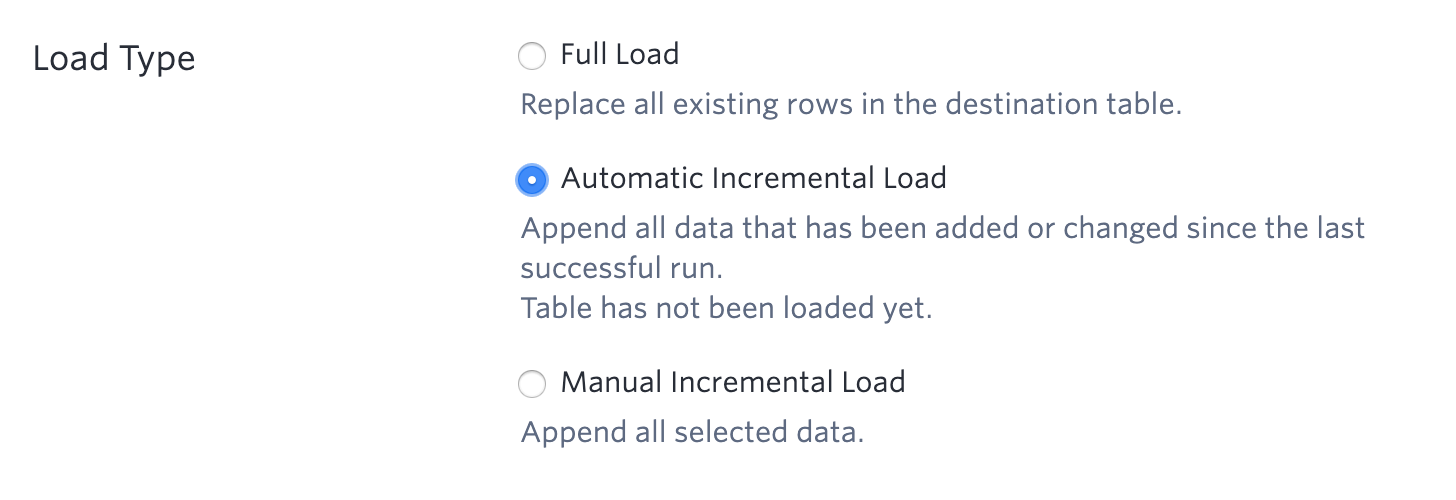 Load Type
Full Load
Replace all existing rows in the destination table.
Automatic Incremental Load
Append all data that has been added or changed since the last
successful run.
Table has not been loaded yet.
Manual Incremental Load
Append all selected data.